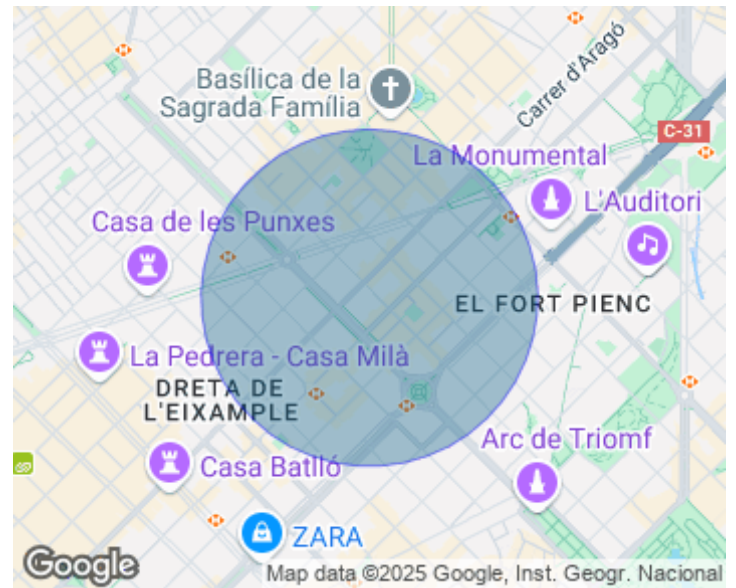 Basílica de la
Sagrada Família
Carrer d'Aragó
C-31
La Monumental
L'Auditori
Casa de les Punxes
EL FORT PIENC
La Pedrera - Casa Milà
DRETA DE
L'EIXAMPLE
Arc de Triomf
Casa Batlló
ZARA
Google
Map data ©2025 Google, Inst. Geogr. Nacional